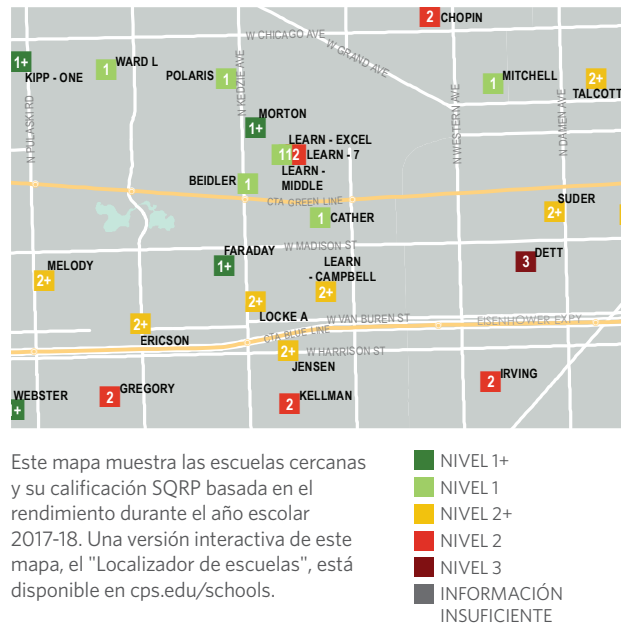 2
CHOPIN
W CHICAGO AVE
W GRAND AVE
1+
KIPP - ONE
WARD L
1
POLARIS
1
N KEDZIE AVE
N WESTERN AVE
MITCHELL
1
2+
TALCOTT
N DAMEN AVE
N PULASKI RD
MORTON
1+
LEARN - EXCEL
112
LEARN - 7
LEARN -
MIDDLE
BEIDLER
1
CTA GREEN LINE
1
CATHER
SUDER
2+
W MADISON ST
FARADAY
1+
LEARN
- CAMPBELL
2+
DETT
3
MELODY
2+
2+
LOCKE A
W VAN BUREN ST
EISENHOWER EXPY
2+
ERICSON
CTA BLUE LINE
2+
W HARRISON ST
JENSEN
WEBSTER
+
GREGORY
2
KELLMAN
2
IRVING
2
Este mapa muestra las escuelas cercanas
y su calificación SQRP basada en el
rendimiento durante el año escolar
2017-18. Una versión interactiva de este
mapa, el "Localizador de escuelas", está
disponible en cps.edu/schools.
NIVEL 1+
NIVEL 1
NIVEL 2+
NIVEL 2
NIVEL 3
INFORMACIÓN
INSUFICIENTE